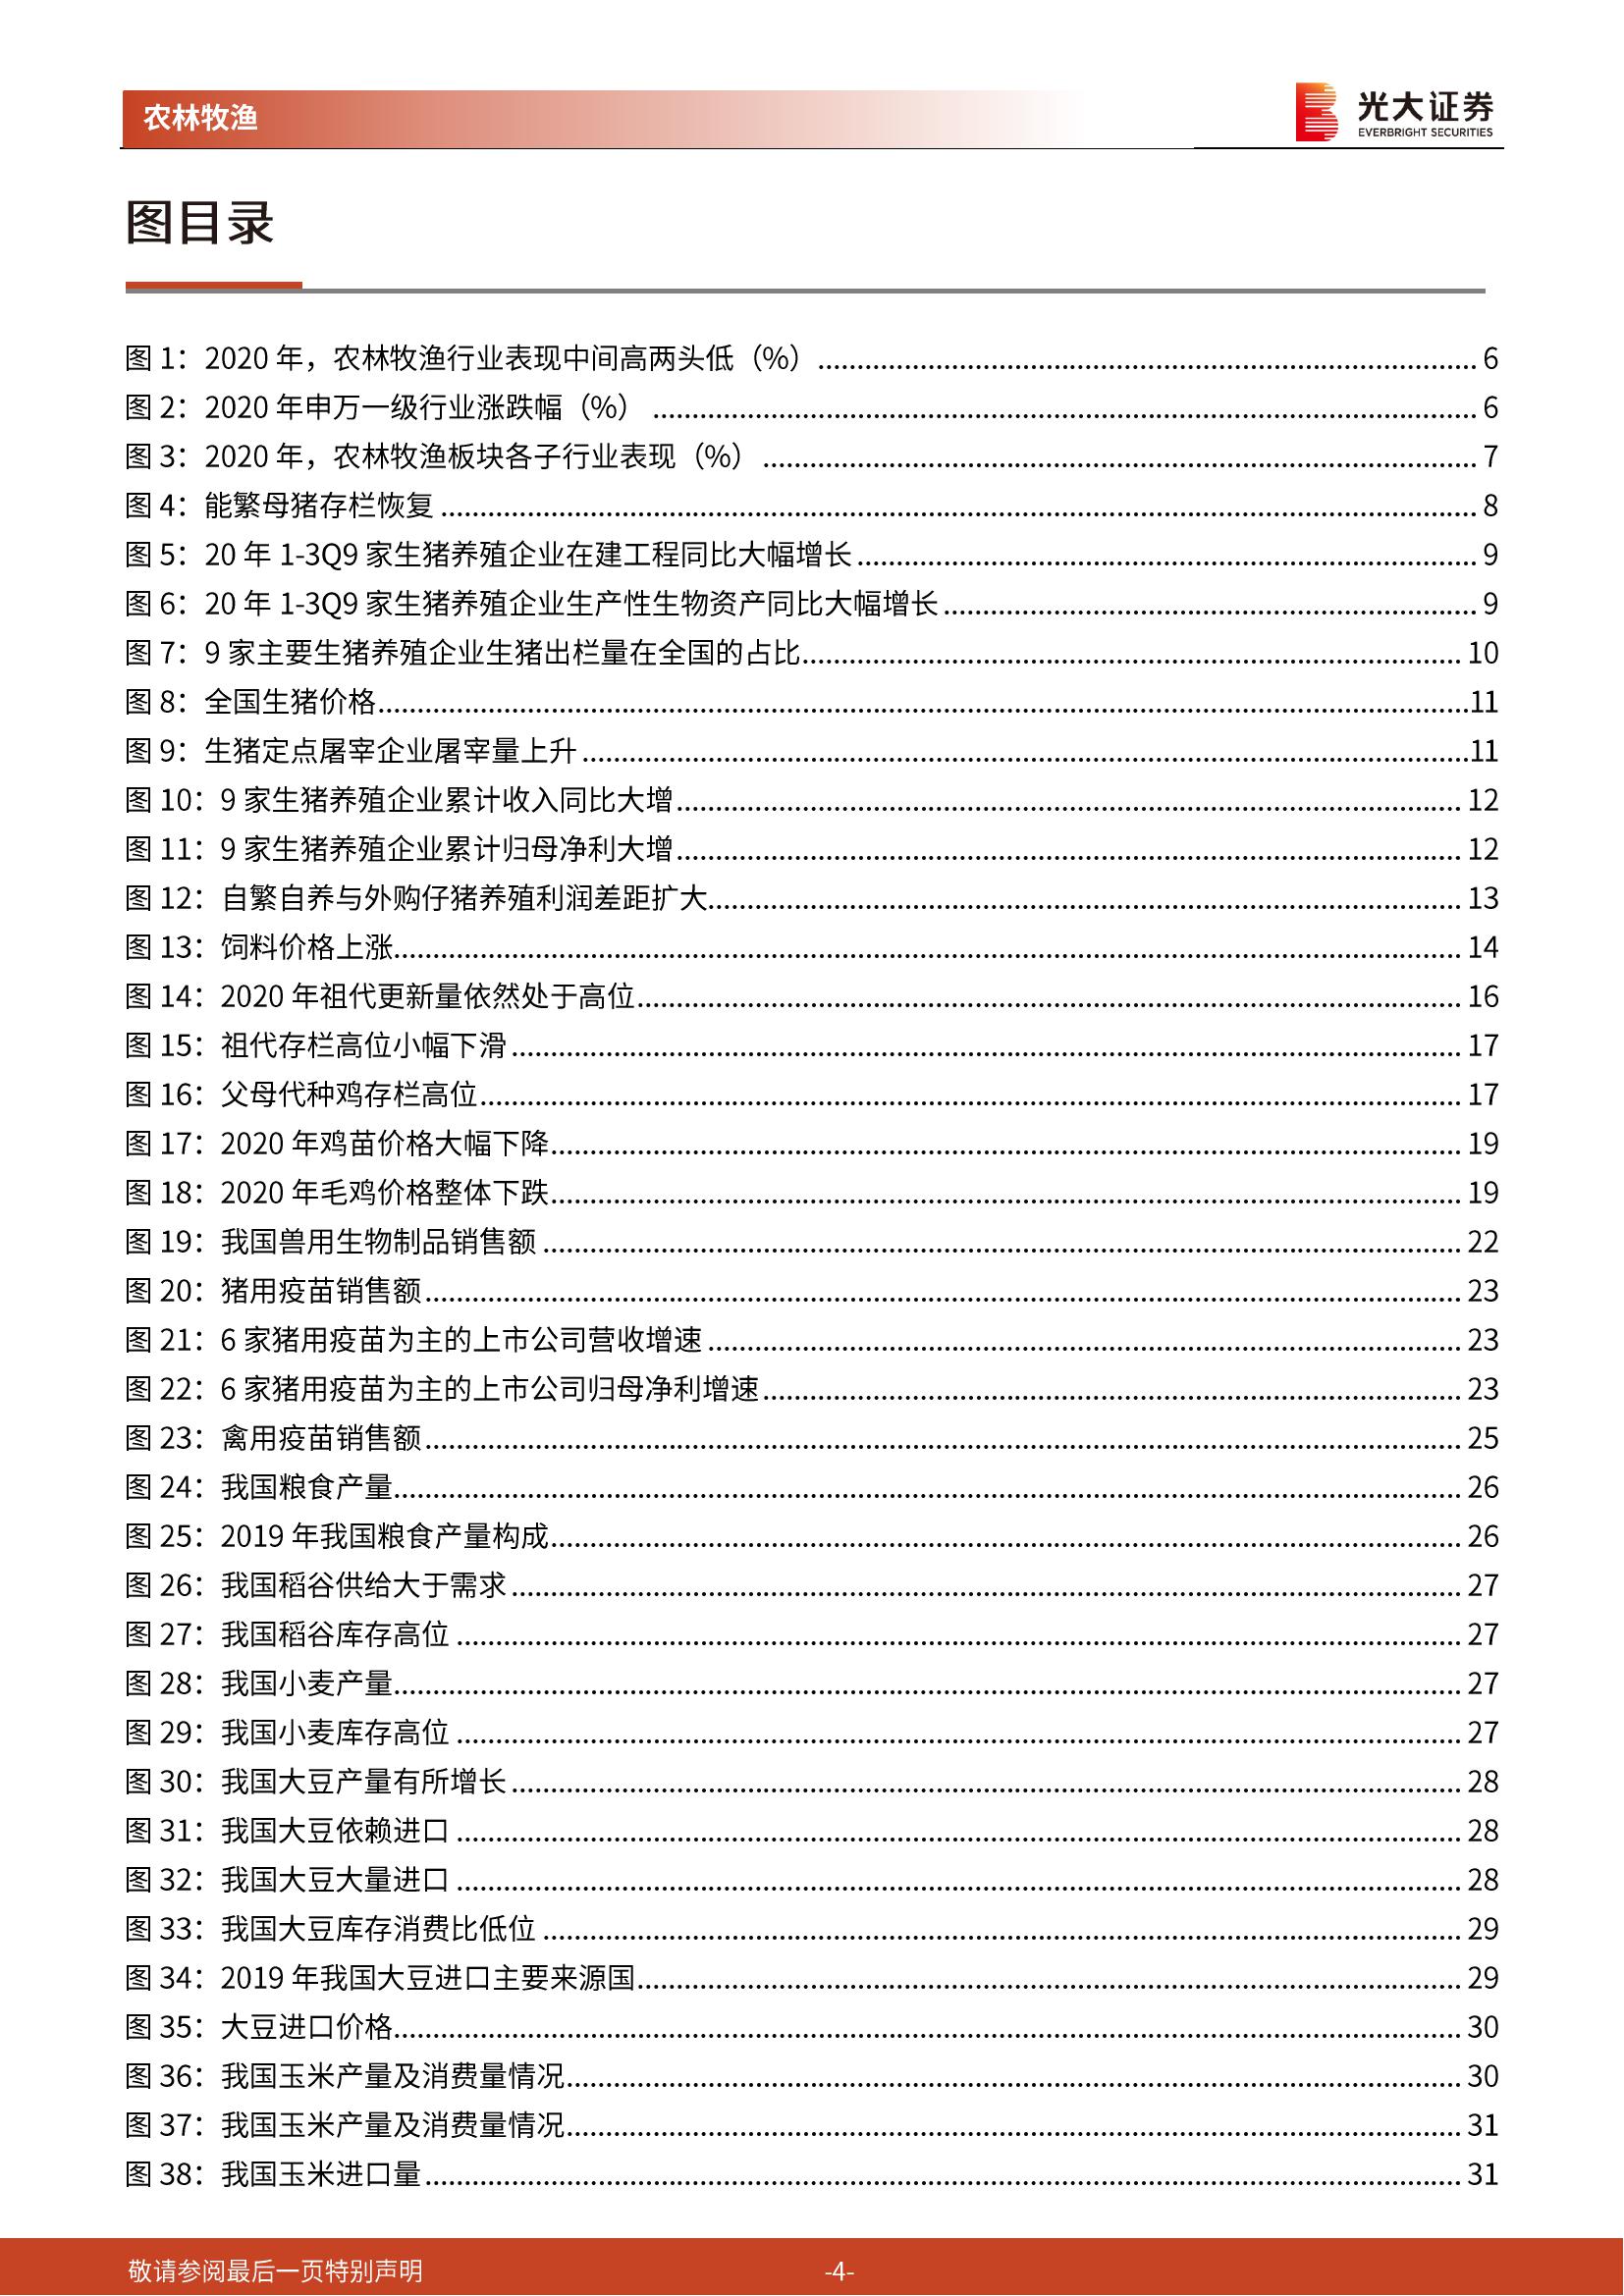 农林牧渔
光大证券
EVERBRIGHT SECURITIES
图目录
图 1：2020 年，农林牧渔行业表现中间高两头低（%）........ 6
图 2：2020 年申万一级行业涨跌幅（%） ........ 6
图 3：2020 年，农林牧渔板块各子行业表现（%） ........ 7
图 4：能繁母猪存栏恢复 ........ 8
图 5：20 年 1-3Q9 家生猪养殖企业在建工程同比大幅增长 ........ 9
图 6：20 年 1-3Q9 家生猪养殖企业生产性生物资产同比大幅增长 ........ 9
图 7：9 家主要生猪养殖企业生猪出栏量在全国的占比........ 10
图 8：全国生猪价格........11
图 9：生猪定点屠宰企业屠宰量上升 ........11
图 10：9 家生猪养殖企业累计收入同比大增........ 12
图 11：9 家生猪养殖企业累计归母净利大增........ 12
图 12：自繁自养与外购仔猪养殖利润差距扩大........ 13
图 13：饲料价格上涨........ 14
图 14：2020 年祖代更新量依然处于高位........ 16
图 15：祖代存栏高位小幅下滑 ........ 17
图 16：父母代种鸡存栏高位........ 17
图 17：2020 年鸡苗价格大幅下降........ 19
图 18：2020 年毛鸡价格整体下跌........ 19
图 19：我国兽用生物制品销售额 ........ 22
图 20：猪用疫苗销售额........ 23
图 21：6 家猪用疫苗为主的上市公司营收增速 ........ 23
图 22：6 家猪用疫苗为主的上市公司归母净利增速........ 23
图 23：禽用疫苗销售额........ 25
图 24：我国粮食产量........ 26
图 25：2019 年我国粮食产量构成........ 26
图 26：我国稻谷供给大于需求 ........ 27
图 27：我国稻谷库存高位 ........ 27
图 28：我国小麦产量........ 27
图 29：我国小麦库存高位 ........ 27
图 30：我国大豆产量有所增长 ........ 28
图 31：我国大豆依赖进口 ........ 28
图 32：我国大豆大量进口 ........ 28
图 33：我国大豆库存消费比低位 ........ 29
图 34：2019 年我国大豆进口主要来源国........ 29
图 35：大豆进口价格........ 30
图 36：我国玉米产量及消费量情况........ 30
图 37：我国玉米产量及消费量情况........ 31
图 38：我国玉米进口量........ 31
敬请参阅最后一页特别声明
-4-